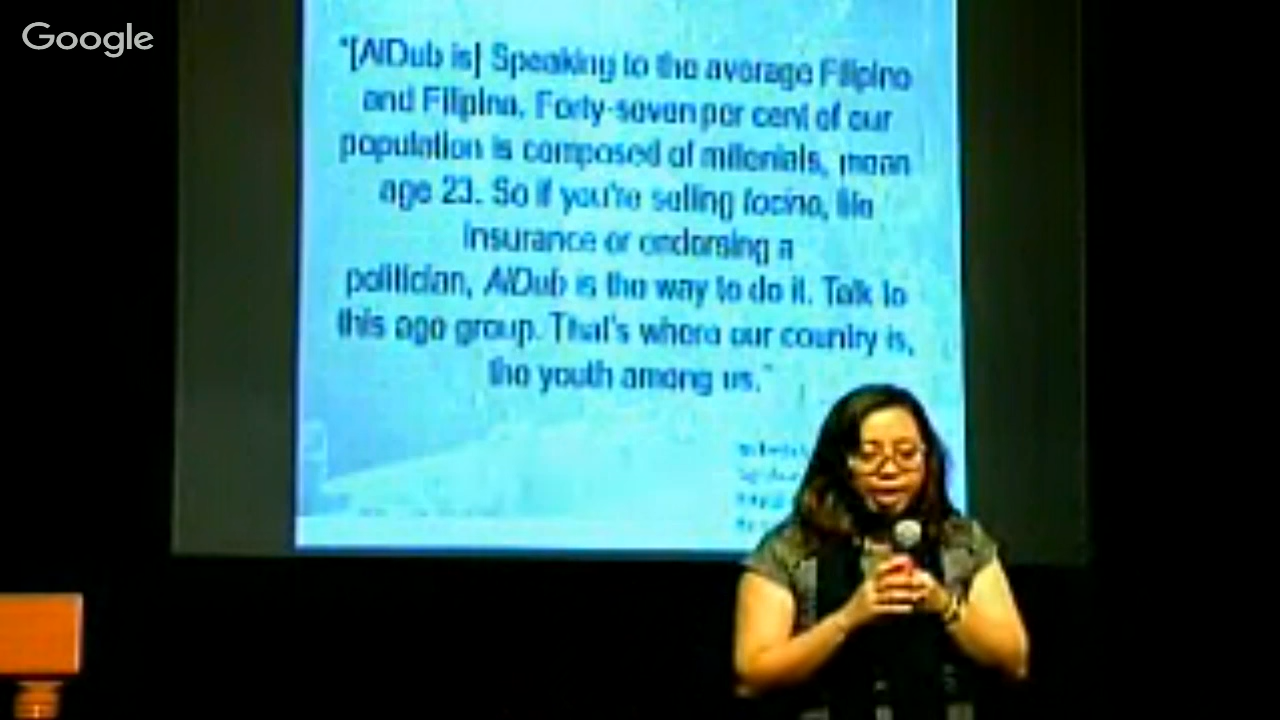 Google
"[AlDub is] Speaking to the average Filipino
and Filipina. Forty-seven per cent of our
population is composed of millenials, mean
age 23. So if you're selling tocino, life
insurance or endorsing a
politician, AlDub is the way to do it. Talk to
this age group. That's where our country is,
the youth among us."